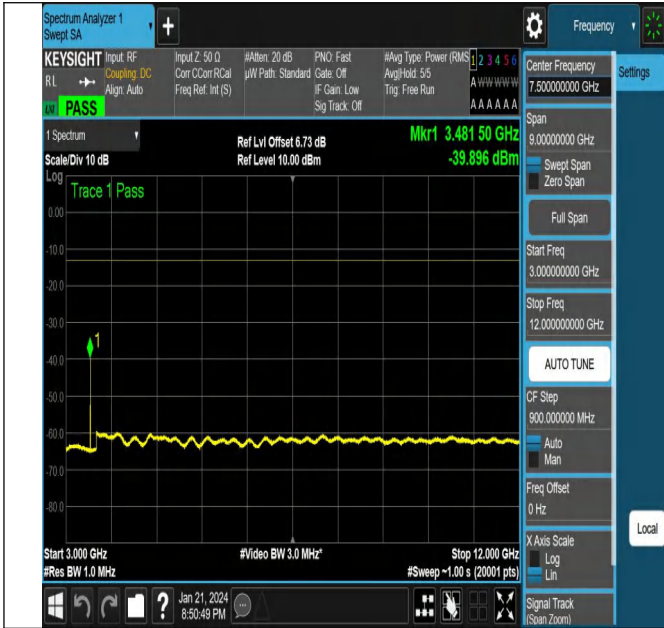 Spectrum Analyzer 1
Swept SA
Frequency
KEYSIGHT
RL
LXI
PASS
Input: RF
Coupling: DC
Align: Auto
Input Z: 50 Ω
Corr CCorr RCal
Freq Ref: Int (S)
#Atten: 20 dB
µW Path: Standard
PNO: Fast
Gate: Off
IF Gain: Low
Sig Track: Off
#Avg Type: Power (RMS
Avg|Hold: 5/5
Trig: Free Run
1 2 3 4 5 6
A W W W W W
A A A A A A
1 Spectrum
Scale/Div 10 dB
Ref Lvl Offset 6.73 dB
Ref Level 10.00 dBm
Mkr1 3.481 50 GHz
-39.896 dBm
Log
Trace 1 Pass
0.00
-10.0
-20.0
-30.0
-40.0
-50.0
-60.0
-70.0
-80.0
1
Start 3.000 GHz
#Res BW 1.0 MHz
#Video BW 3.0 MHz*
Stop 12.000 GHz
#Sweep ~1.00 s (20001 pts)
Jan 21, 2024
8:50:49 PM
?
Center Frequency
7.500000000 GHz
Settings
Span
9.00000000 GHz
Swept Span
Zero Span
Full Span
Start Freq
3.000000000 GHz
Stop Freq
12.000000000 GHz
AUTO TUNE
CF Step
900.000000 MHz
Auto
Man
Freq Offset
0 Hz
X Axis Scale
Log
Lin
Local
Signal Track
(Span Zoom)